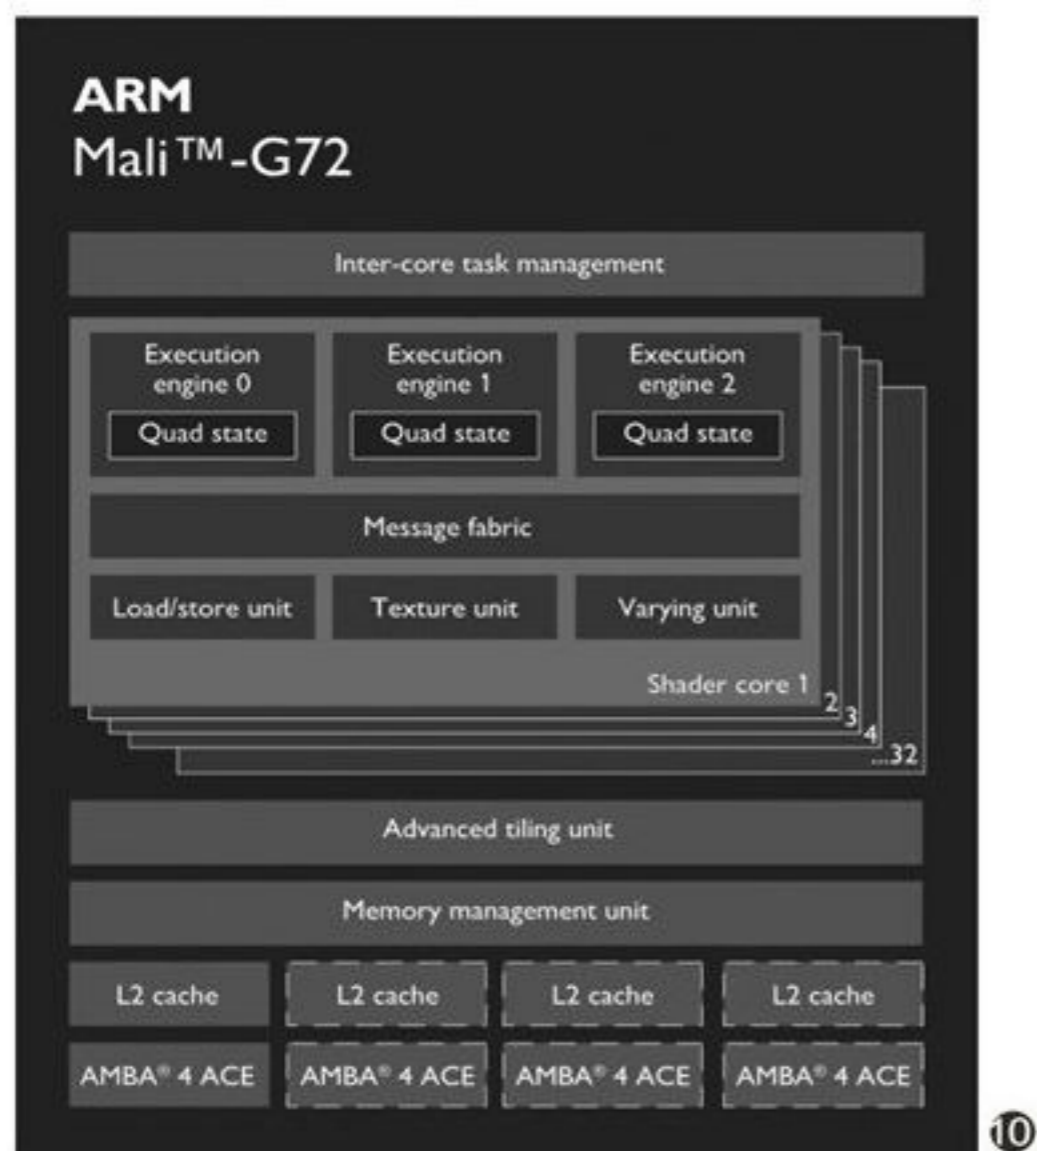 ARM
Mali™-G72
Inter-core task management
Execution
engine 0
Quad state
Execution
engine 1
Quad state
Execution
engine 2
Quad state
Message fabric
Load/store unit
Texture unit
Varying unit
Shader core 1
2
3
4
...32
Advanced tiling unit
Memory management unit
L2 cache
L2 cache
L2 cache
L2 cache
AMBA® 4 ACE
AMBA® 4 ACE
AMBA® 4 ACE
AMBA® 4 ACE
10